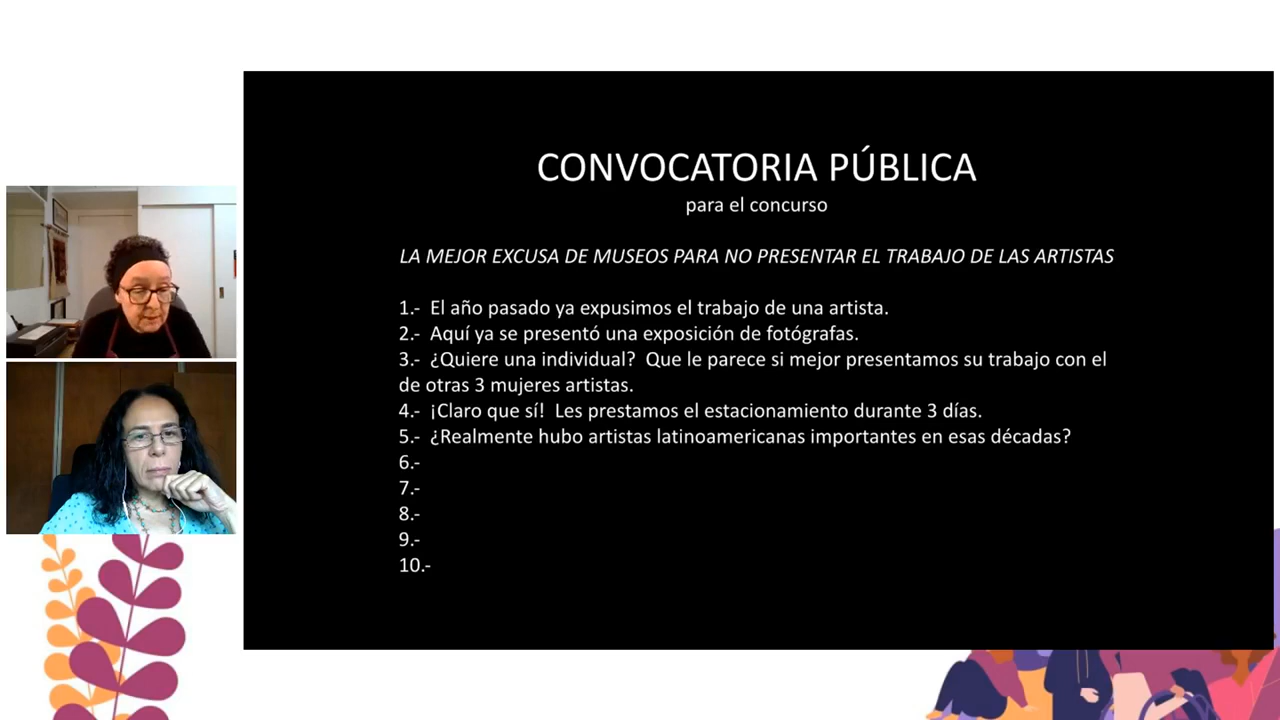 CONVOCATORIA PÚBLICA
para el concurso
LA MEJOR EXCUSA DE MUSEOS PARA NO PRESENTAR EL TRABAJO DE LAS ARTISTAS
1.- El año pasado ya expusimos el trabajo de una artista.
2.- Aquí ya se presentó una exposición de fotógrafas.
3.- ¿Quiere una individual? Que le parece si mejor presentamos su trabajo con el
de otras 3 mujeres artistas.
4.- ¡Claro que sí! Les prestamos el estacionamiento durante 3 días.
5.- ¿Realmente hubo artistas latinoamericanas importantes en esas décadas?
6.-
7.-
8.-
9.-
10.-